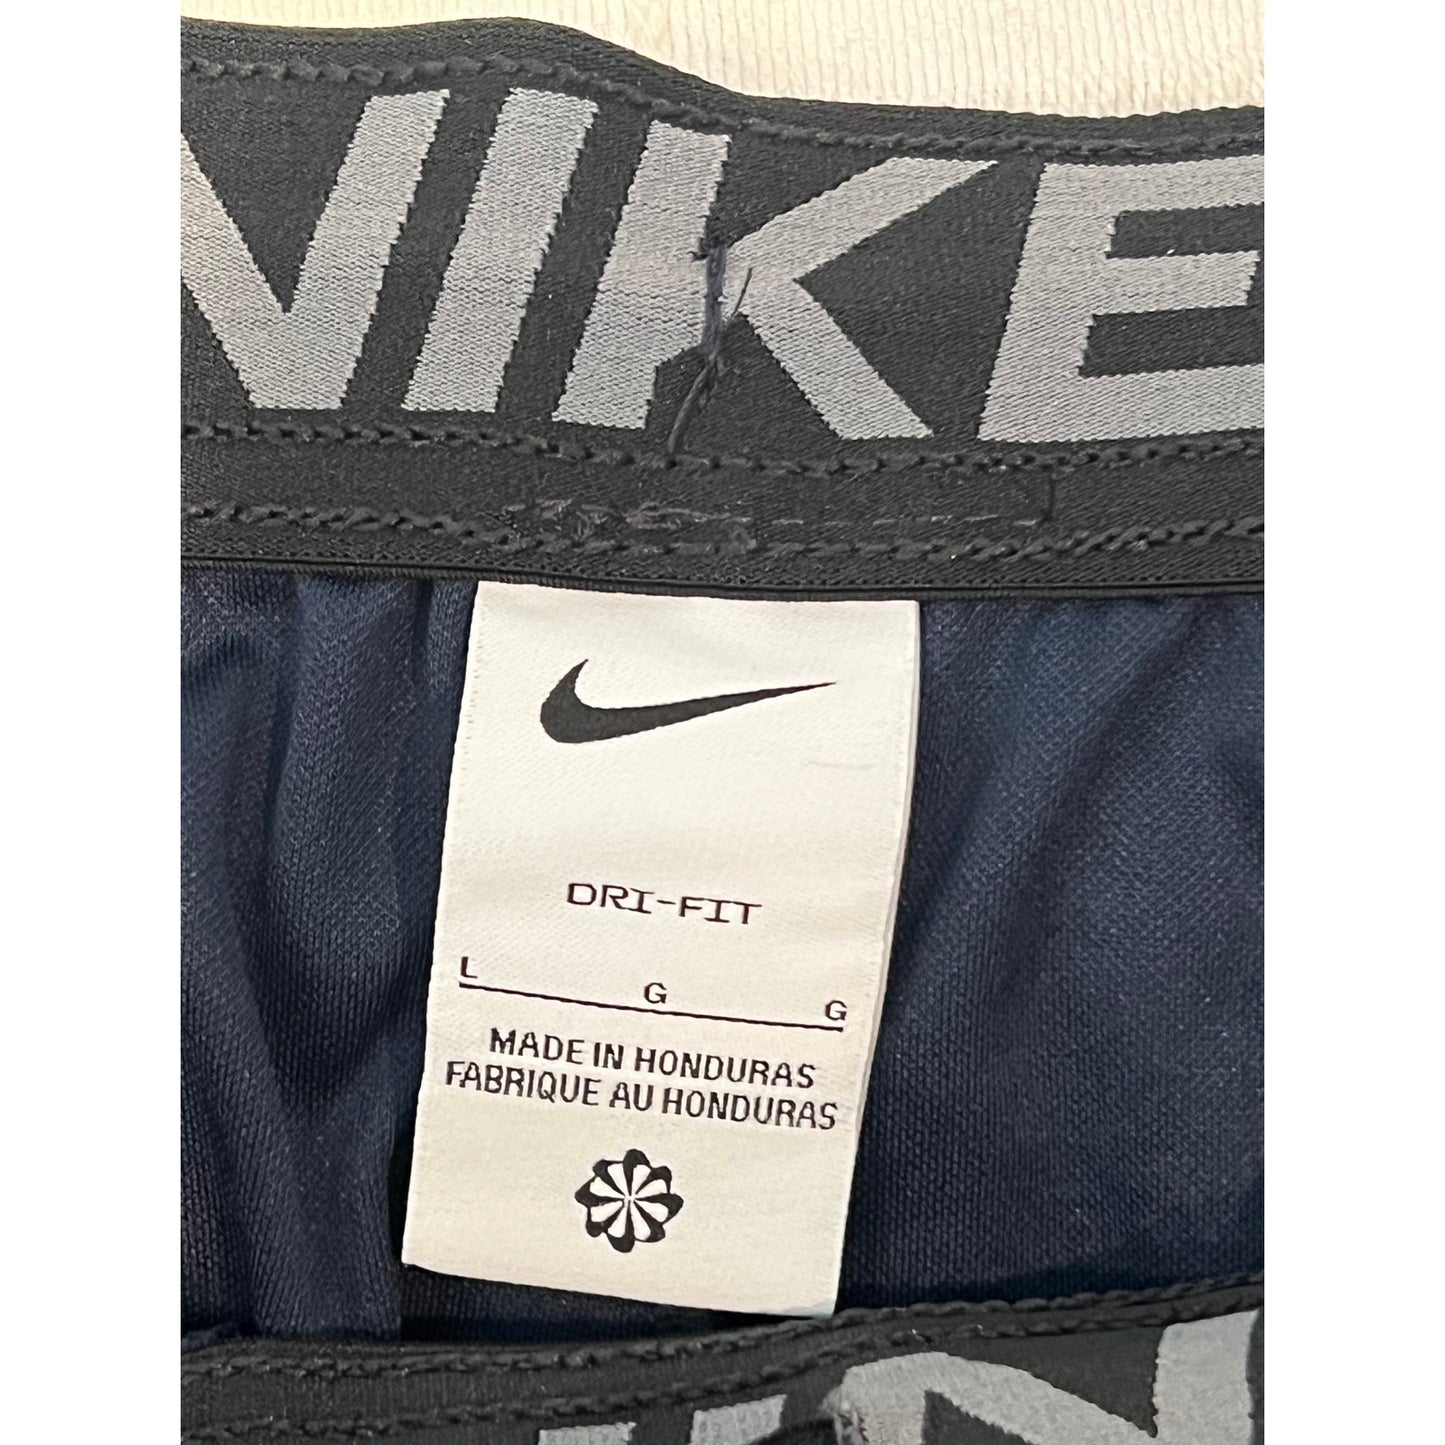 NIKE
DRI-FIT
L G G
MADE IN HONDURAS
FABRIQUE AU HONDURAS